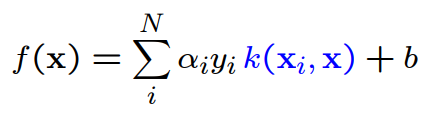 f(x) = ∑_i^N α_i y_i k(x_i, x) + b